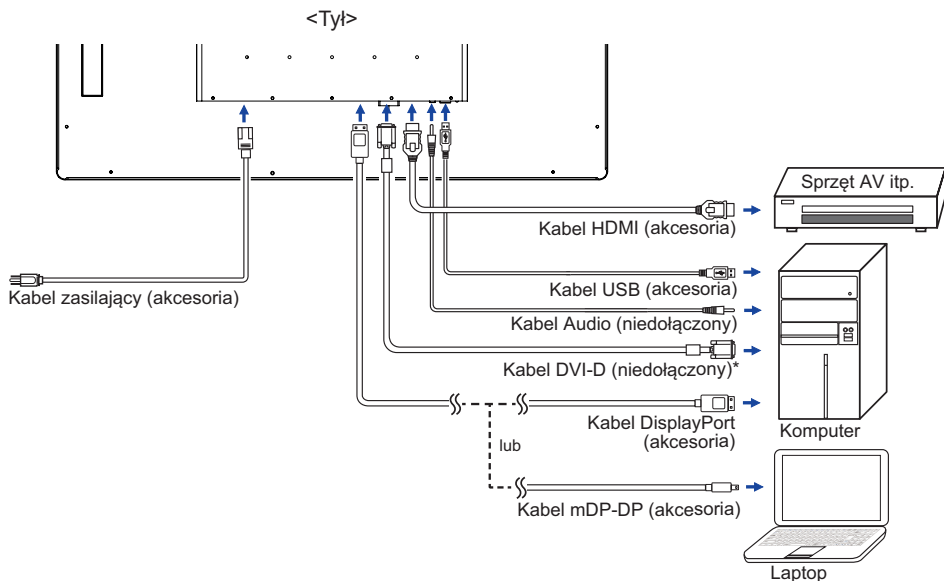 <Tył>
Sprzęt AV itp.
Kabel HDMI (akcesoria)
Kabel USB (akcesoria)
Kabel zasilający (akcesoria)
Kabel Audio (niedołączony)
Kabel DVI-D (niedołączony)*
Kabel DisplayPort
(akcesoria)
Komputer
lub
Kabel mDP-DP (akcesoria)
Laptop